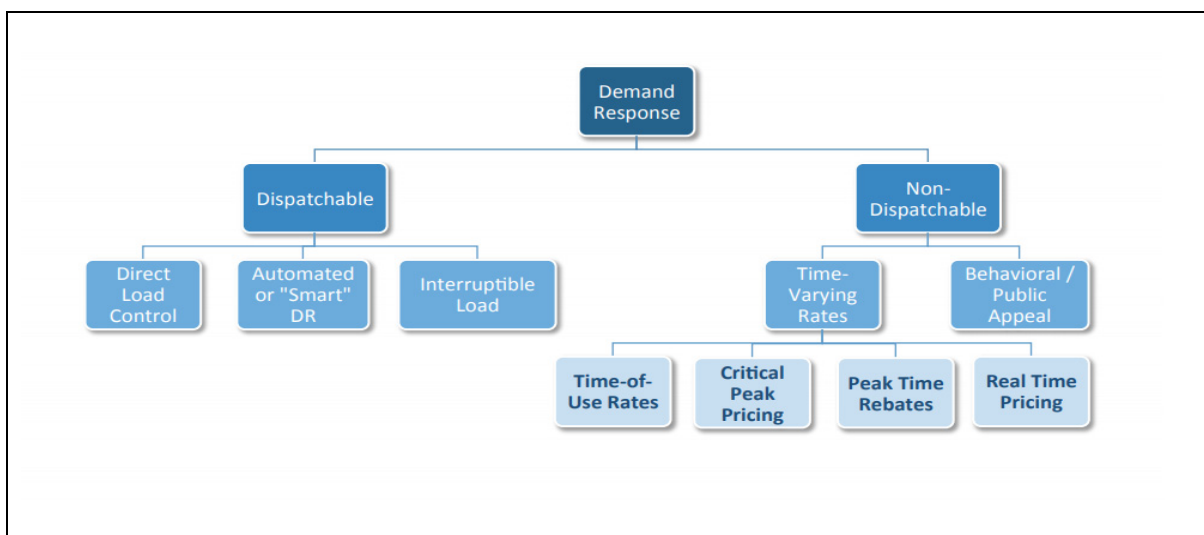 Demand
Response
Dispatchable
Non-
Dispatchable
Direct
Load
Control
Automated
or "Smart"
DR
Interruptible
Load
Time-
Varying
Rates
Behavioral /
Public
Appeal
Time-of-
Use Rates
Critical
Peak
Pricing
Peak Time
Rebates
Real Time
Pricing